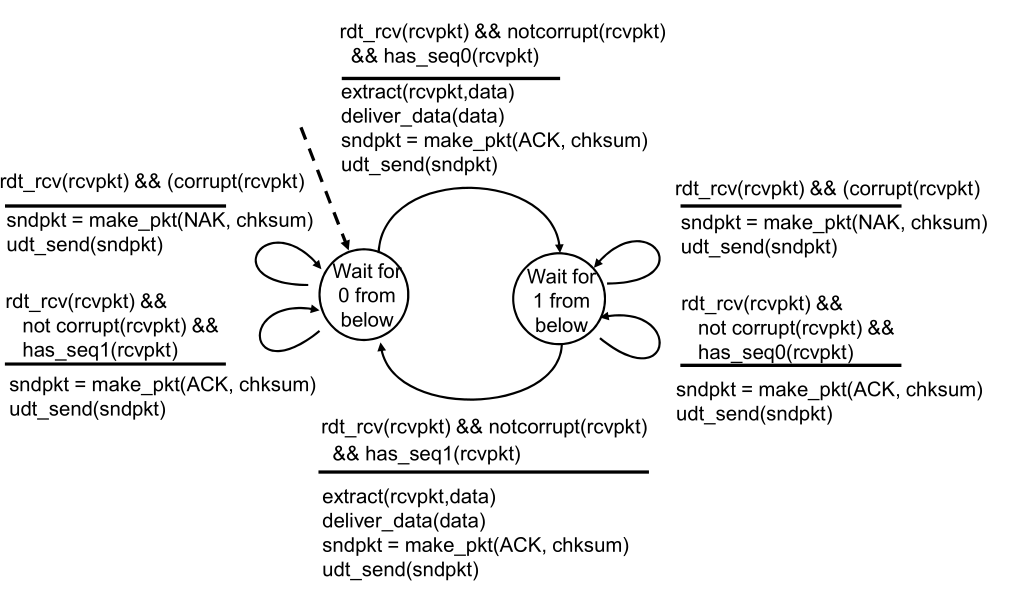 rdt_rcv(rcvpkt) && notcorrupt(rcvpkt)
&& has_seq0(rcvpkt)
extract(rcvpkt,data)
deliver_data(data)
sndpkt = make_pkt(ACK, chksum)
udt_send(sndpkt)
rdt_rcv(rcvpkt) && (corrupt(rcvpkt)
sndpkt = make_pkt(NAK, chksum)
udt_send(sndpkt)
rdt_rcv(rcvpkt) &&
not corrupt(rcvpkt) &&
has_seq1(rcvpkt)
sndpkt = make_pkt(ACK, chksum)
udt_send(sndpkt)
Wait for
0 from
below
Wait for
1 from
below
rdt_rcv(rcvpkt) && (corrupt(rcvpkt)
sndpkt = make_pkt(NAK, chksum)
udt_send(sndpkt)
rdt_rcv(rcvpkt) &&
not corrupt(rcvpkt) &&
has_seq0(rcvpkt)
sndpkt = make_pkt(ACK, chksum)
udt_send(sndpkt)
rdt_rcv(rcvpkt) && notcorrupt(rcvpkt)
&& has_seq1(rcvpkt)
extract(rcvpkt,data)
deliver_data(data)
sndpkt = make_pkt(ACK, chksum)
udt_send(sndpkt)